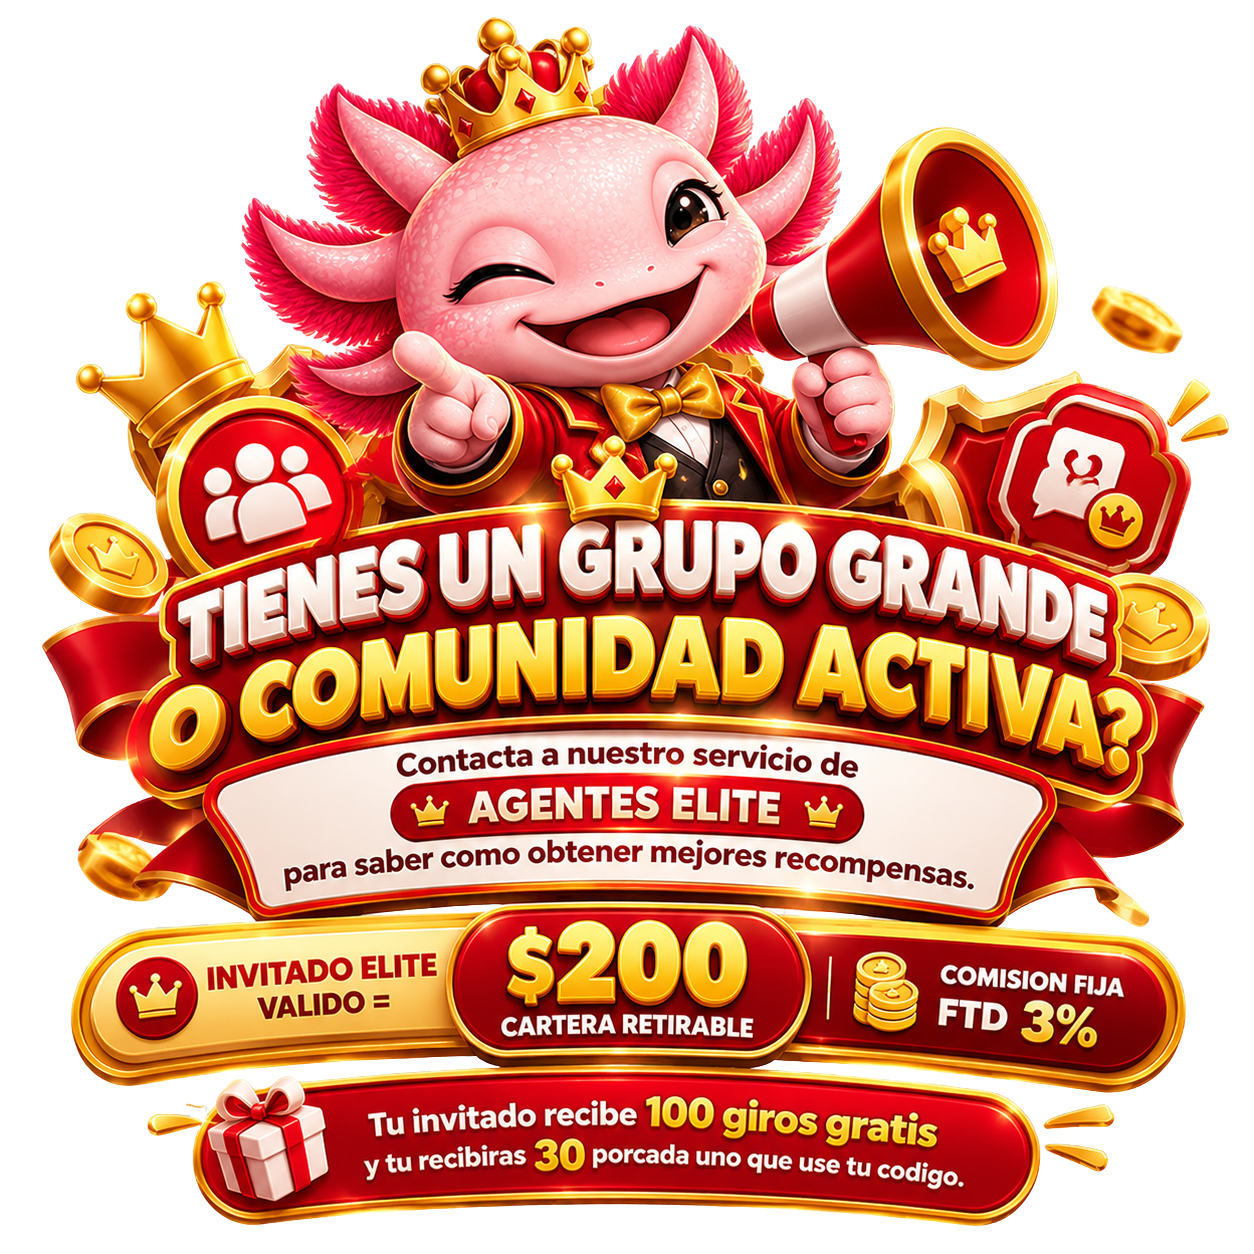 TIENES UN GRUPO GRANDE
O COMUNIDAD ACTIVA?
Contacta a nuestro servicio de
AGENTES ELITE
para saber como obtener mejores recompensas.
INVITADO ELITE
VALIDO =
$200
CARTERA RETIRABLE
COMISION FIJA
FTD 3%
Tu invitado recibe 100 giros gratis
y tu recibiras 30 porcada uno que use tu codigo.